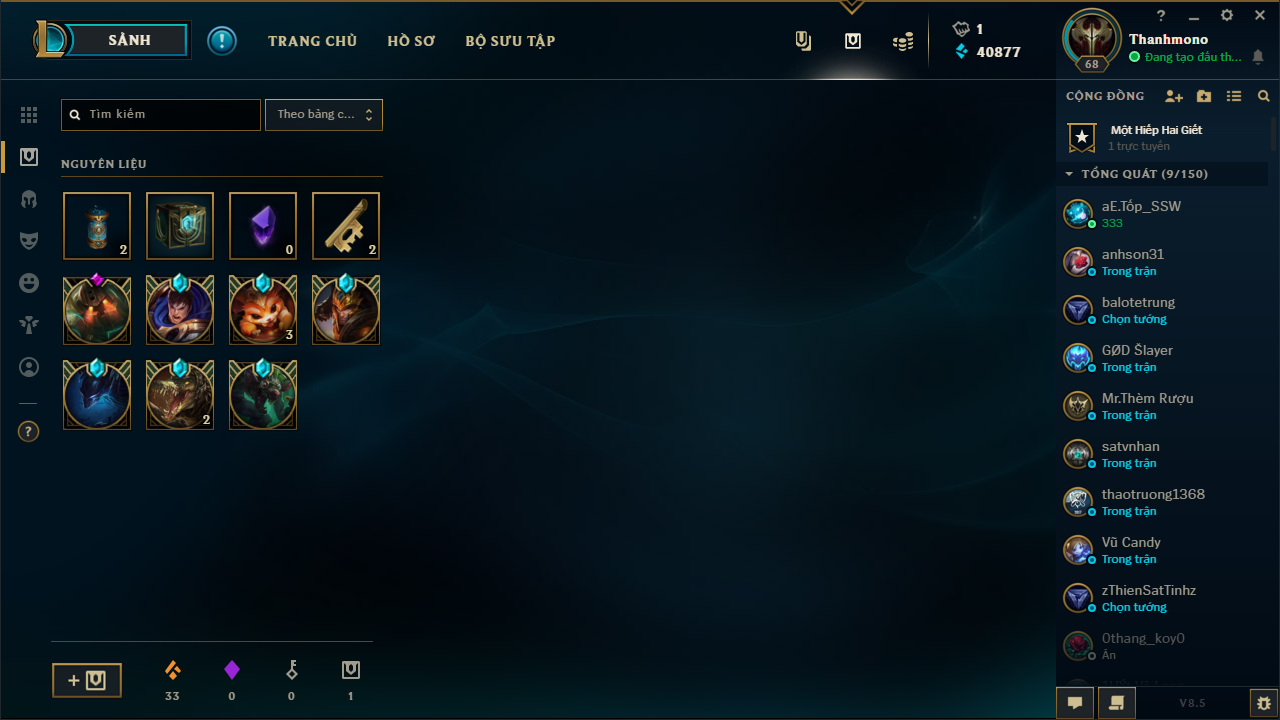 SẢNH
TRANG CHỦ
HỒ SƠ
BỘ SƯU TẬP
1
40877
?
68
Thanhmono
Đang tạo đấu th...
Tìm kiếm
Theo bảng c...
NGUYÊN LIỆU
2
0
2
3
2
?
33
0
0
1
CỘNG ĐỒNG
Một Hiếp Hai Giết
1 trực tuyến
TỔNG QUÁT (9/150)
aE.Tốp_SSW
333
anhson31
Trong trận
balotetrung
Chọn tướng
GØD Šlayer
Trong trận
Mr.Thèm Rượu
Trong trận
satvnhan
Trong trận
thaotruong1368
Trong trận
Vũ Candy
Trong trận
zThienSatTinhz
Chọn tướng
0thang_koy0
Ẩn
V8.5